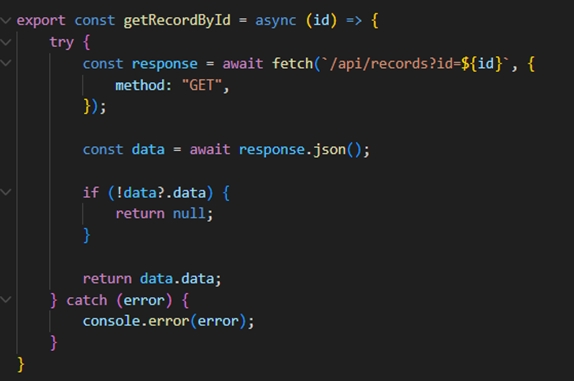 export const getRecordById = async (id) => {
    try {
        const response = await fetch(`/api/records?id=${id}`, {
            method: "GET",
        });

        const data = await response.json();

        if (!data?.data) {
            return null;
        }

        return data.data;
    } catch (error) {
        console.error(error);
    }
}